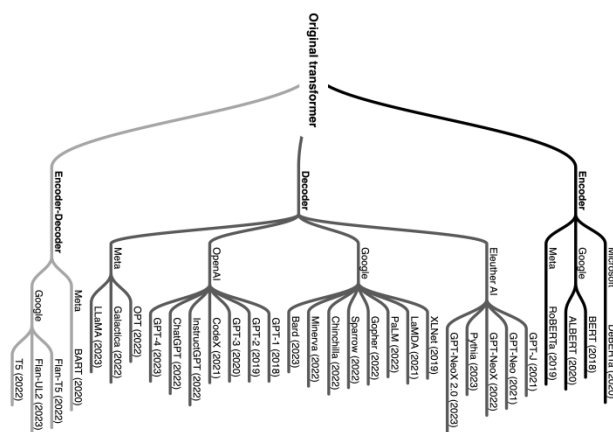 Original transformer
Encoder
Microsoft
DeBERTa (2020)
Google
BERT (2018)
ALBERT (2020)
Meta
RoBERTa (2019)
Decoder
Eleuther AI
GPT-J (2021)
GPT-Neo (2021)
GPT-NeoX (2022)
Pythia (2023)
GPT-NeoX 2.0 (2023)
Google
XLNet (2019)
LaMDA (2021)
PaLM (2022)
Gopher (2022)
Sparrow (2022)
Chinchilla (2022)
Minerva (2022)
Bard (2023)
OpenAI
GPT-1 (2018)
GPT-2 (2019)
GPT-3 (2020)
CodeX (2021)
InstructGPT (2022)
ChatGPT (2022)
GPT-4 (2023)
Meta
OPT (2022)
Galactica (2022)
LLaMA (2023)
Encoder-Decoder
Meta
BART (2020)
Google
Flan-T5 (2022)
Flan-UL2 (2023)
T5 (2022)